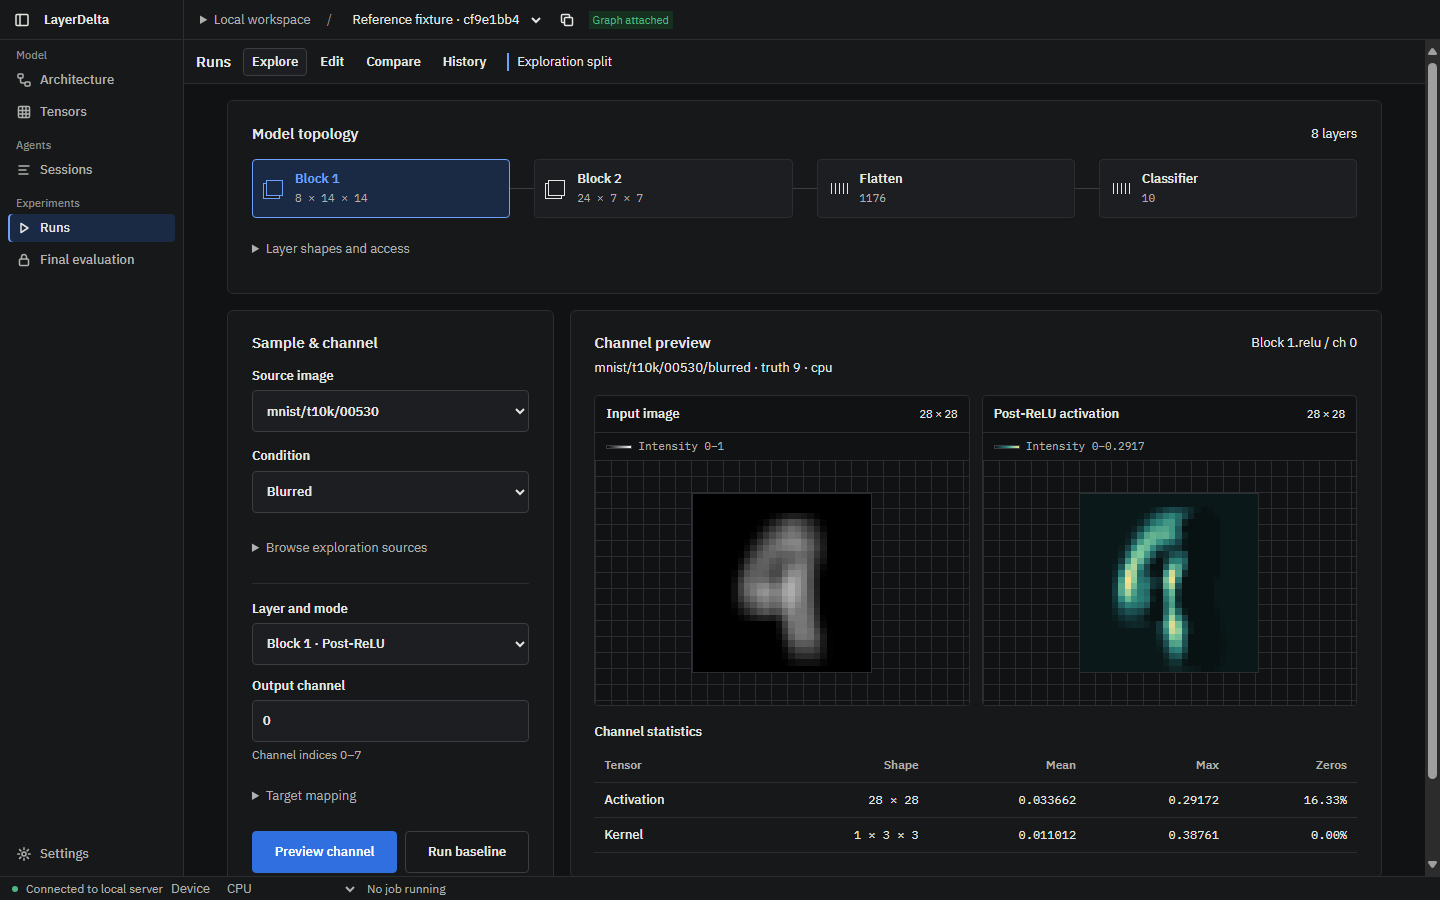 LayerDelta
Local workspace / Reference fixture · cf9e1bb4 Graph attached
Model
Architecture
Tensors
Agents
Sessions
Experiments
Runs
Final evaluation
Settings
Runs Explore Edit Compare History Exploration split
Model topology 8 layers
Block 1
8 × 14 × 14
Block 2
24 × 7 × 7
Flatten
1176
Classifier
10
Layer shapes and access
Sample & channel
Source image
mnist/t10k/00530
Condition
Blurred
Browse exploration sources
Layer and mode
Block 1 · Post-ReLU
Output channel
0
Channel indices 0–7
Target mapping
Preview channel Run baseline
Channel preview Block 1.relu / ch 0
mnist/t10k/00530/blurred · truth 9 · cpu
Input image 28 × 28
Intensity 0–1
Post-ReLU activation 28 × 28
Intensity 0–0.2917
Channel statistics
Tensor Shape Mean Max Zeros
Activation 28 × 28 0.033662 0.29172 16.33%
Kernel 1 × 3 × 3 0.011012 0.38761 0.00%
Connected to local server Device CPU No job running